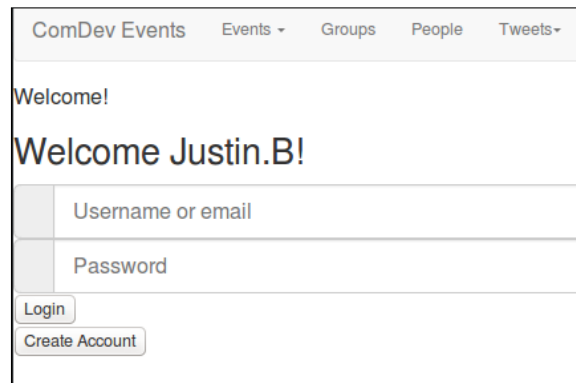 ComDev Events Events Groups People Tweets
Welcome!
Welcome Justin.B!
Username or email
Password
Login
Create Account